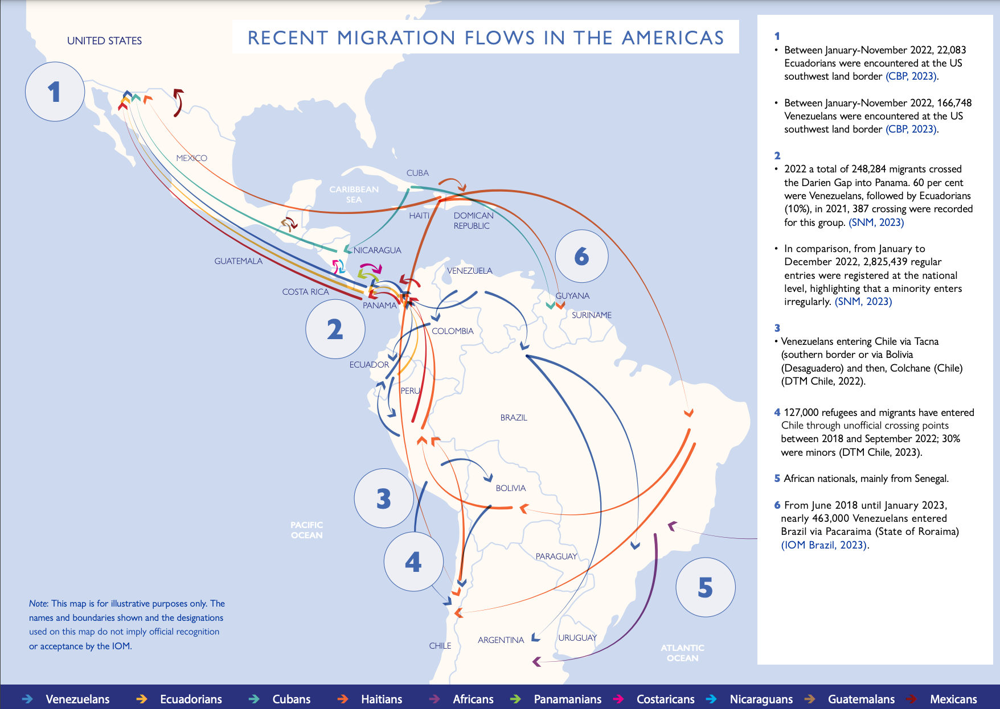 RECENT MIGRATION FLOWS IN THE AMERICAS
UNITED STATES
1
MEXICO
CUBA
CARIBBEAN
SEA
HAITI
DOMICAN
REPUBLIC
NICARAGUA
GUATEMALA
6
VENEZUELA
COSTA RICA
PANAMA
GUYANA
SURINAME
2
COLOMBIA
ECUADOR
PERU
BRAZIL
3
BOLIVIA
PACIFIC
OCEAN
4
PARAGUAY
5
CHILE
ARGENTINA
URUGUAY
ATLANTIC
OCEAN
Note: This map is for illustrative purposes only. The
names and boundaries shown and the designations
used on this map do not imply official recognition
or acceptance by the IOM.
1
• Between January-November 2022, 22,083
Ecuadorians were encountered at the US
southwest land border (CBP, 2023).
• Between January-November 2022, 166,748
Venezuelans were encountered at the US
southwest land border (CBP, 2023).
2
• 2022 a total of 248,284 migrants crossed
the Darien Gap into Panama. 60 per cent
were Venezuelans, followed by Ecuadorians
(10%), in 2021, 387 crossing were recorded
for this group. (SNM, 2023)
• In comparison, from January to
December 2022, 2,825,439 regular
entries were registered at the national
level, highlighting that a minority enters
irregularly. (SNM, 2023)
3
• Venezuelans entering Chile via Tacna
(southern border or via Bolivia
(Desaguadero) and then, Colchane (Chile)
(DTM Chile, 2022).
4 127,000 refugees and migrants have entered
Chile through unofficial crossing points
between 2018 and September 2022; 30%
were minors (DTM Chile, 2023).
5 African nationals, mainly from Senegal.
6 From June 2018 until January 2023,
nearly 463,000 Venezuelans entered
Brazil via Pacaraima (State of Roraima)
(IOM Brazil, 2023).
Venezuelans Ecuadorians Cubans Haitians Africans Panamanians Costaricans Nicaraguans Guatemalans Mexicans